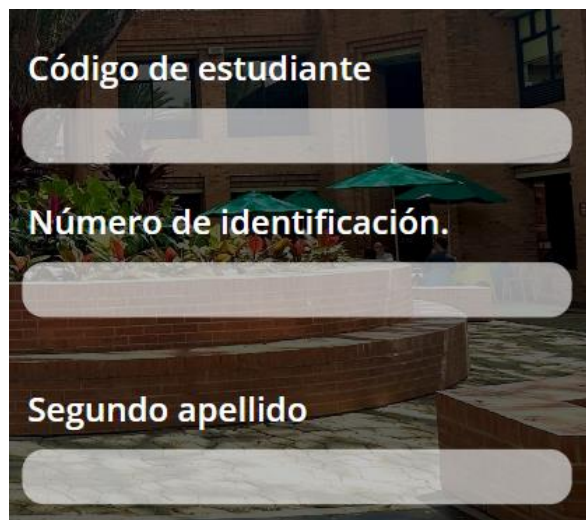 Código de estudiante
Número de identificación.
Segundo apellido